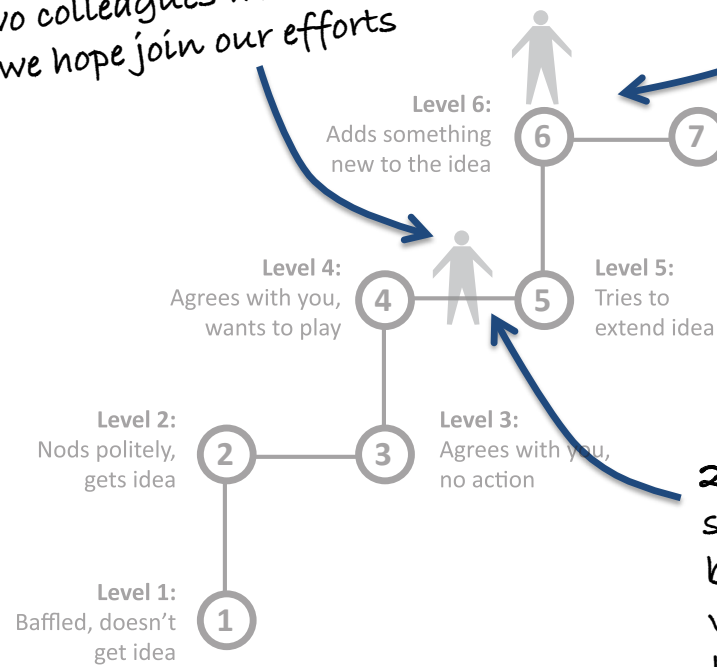 colleagues
we hope join our efforts
Level 6:
Adds something
new to the idea
6
7
Level 4:
Agrees with you,
wants to play
4
5
Level 5:
Tries to
extend idea
Level 2:
Nods politely,
gets idea
2
3
Level 3:
Agrees with you,
no action
2
Level 1:
Baffled, doesn't
get idea
1